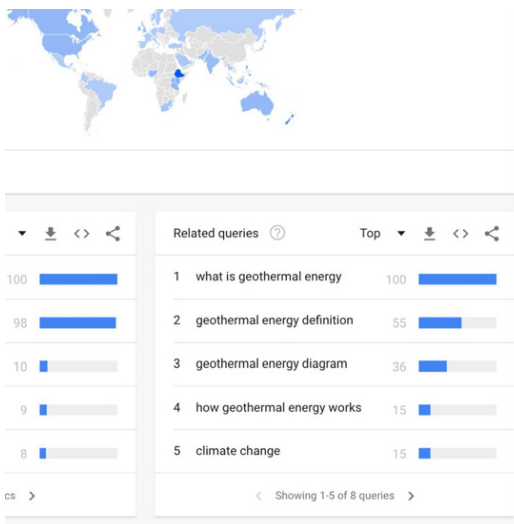 Related queries Top
100
98
10
9
8
cs
1 what is geothermal energy 100
2 geothermal energy definition 55
3 geothermal energy diagram 36
4 how geothermal energy works 15
5 climate change 15
Showing 1-5 of 8 queries